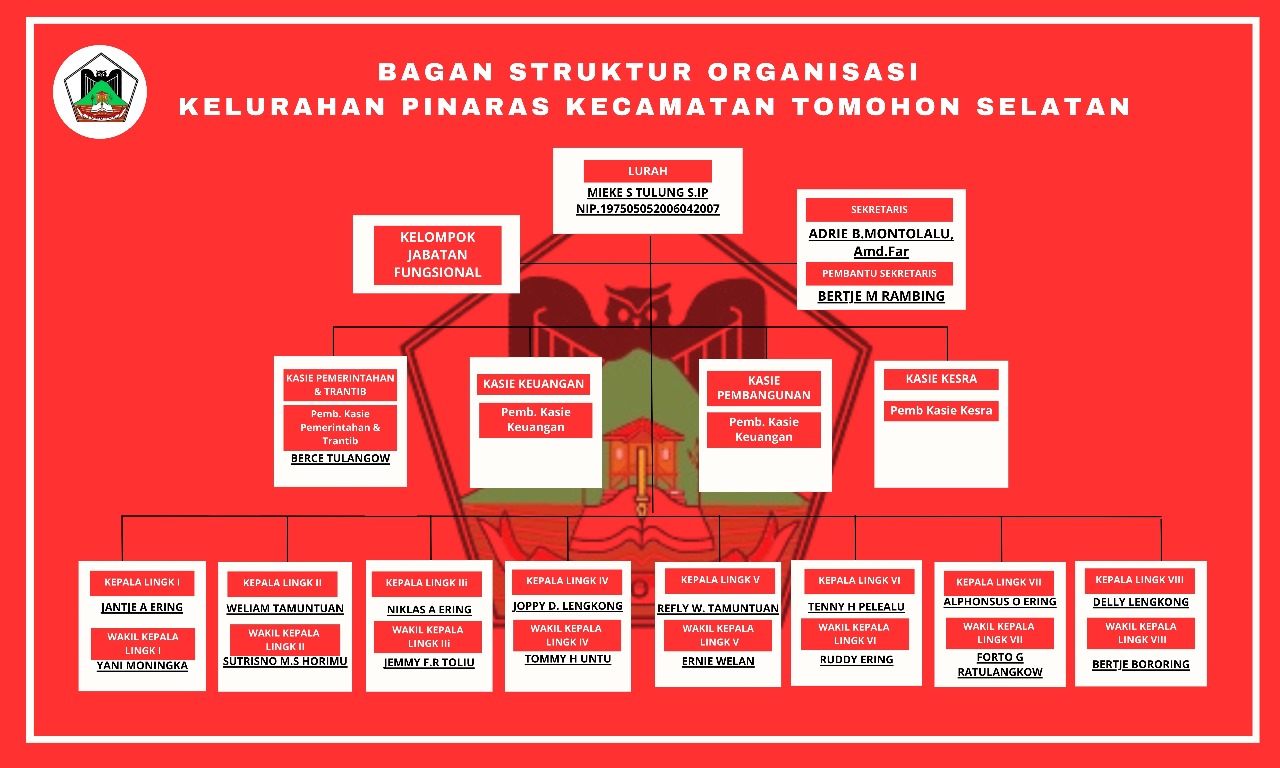 BAGAN STRUKTUR ORGANISASI
KELURAHAN PINARAS KECAMATAN TOMOHON SELATAN
LURAH
MIEKE S TULUNG S.IP
NIP.197505052006042007
KELOMPOK
JABATAN
FUNGSIONAL
SEKRETARIS
ADRIE B.MONTOLALU,
Amd.Far
PEMBANTU SEKRETARIS
BERTJE M RAMBING
KASIE PEMERINTAHAN
& TRANTIB
Pemb. Kasie
Pemerintahan &
Trantib
BERCE TULANGOW
KASIE KEUANGAN
Pemb. Kasie
Keuangan
KASIE
PEMBANGUNAN
Pemb. Kasie
Keuangan
KASIE KESRA
Pemb Kasie Kesra
KEPALA LINGK I
JANTJE A ERING
WAKIL KEPALA
LINGK I
YANI MONINGKA
KEPALA LINGK II
WELIAM TAMUNTUAN
WAKIL KEPALA
LINGK II
SUTRISNO M.S HORIMU
KEPALA LINGK IIi
NIKLAS A ERING
WAKIL KEPALA
LINGK IIi
JEMMY F.R TOLIU
KEPALA LINGK IV
JOPPY D. LENGKONG
WAKIL KEPALA
LINGK IV
TOMMY H UNTU
KEPALA LINGK V
REFLY W. TAMUNTUAN
WAKIL KEPALA
LINGK V
ERNIE WELAN
KEPALA LINGK VI
TENNY H PELEALU
WAKIL KEPALA
LINGK VI
RUDDY ERING
KEPALA LINGK VII
ALPHONSUS O ERING
WAKIL KEPALA
LINGK VII
FORTO G
RATULANGKOW
KEPALA LINGK VIII
DELLY LENGKONG
WAKIL KEPALA
LINGK VIII
BERTJE BORORING